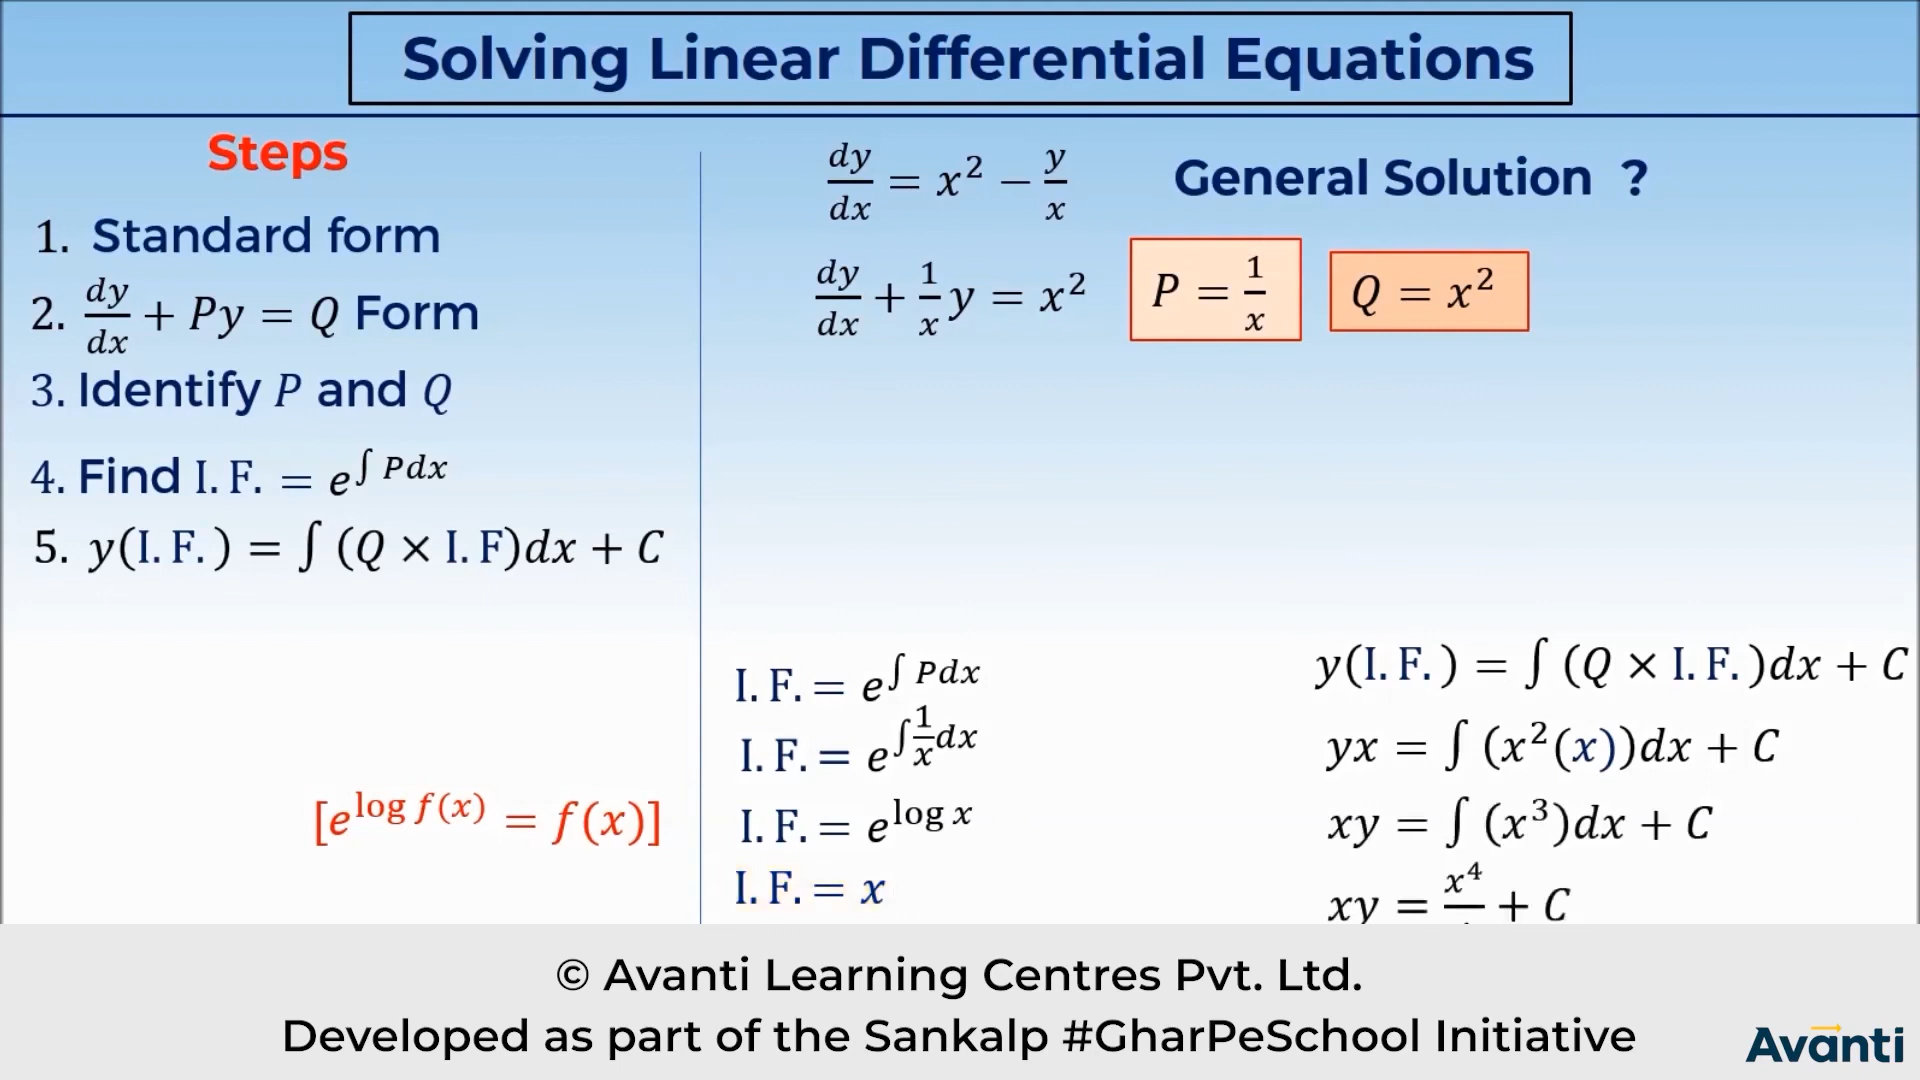 Solving Linear Differential Equations
Steps
1. Standard form
2. dy/dx + Py = Q Form
3. Identify P and Q
4. Find I. F. = e^∫ Pdx
5. y(I. F. ) = ∫ (Q × I. F)dx + C
[e^log f(x) = f(x)]
dy/dx = x² − y/x
General Solution ?
dy/dx + 1/x y = x²
P = 1/x
Q = x²
I. F. = e^∫ Pdx
I. F. = e^∫ 1/x dx
I. F. = e^log x
I. F. = x
y(I. F. ) = ∫ (Q × I. F. )dx + C
yx = ∫ (x²(x))dx + C
xy = ∫ (x³)dx + C
xy = x⁴/ + C
© Avanti Learning Centres Pvt. Ltd.
Developed as part of the Sankalp #GharPeSchool Initiative
Avanti